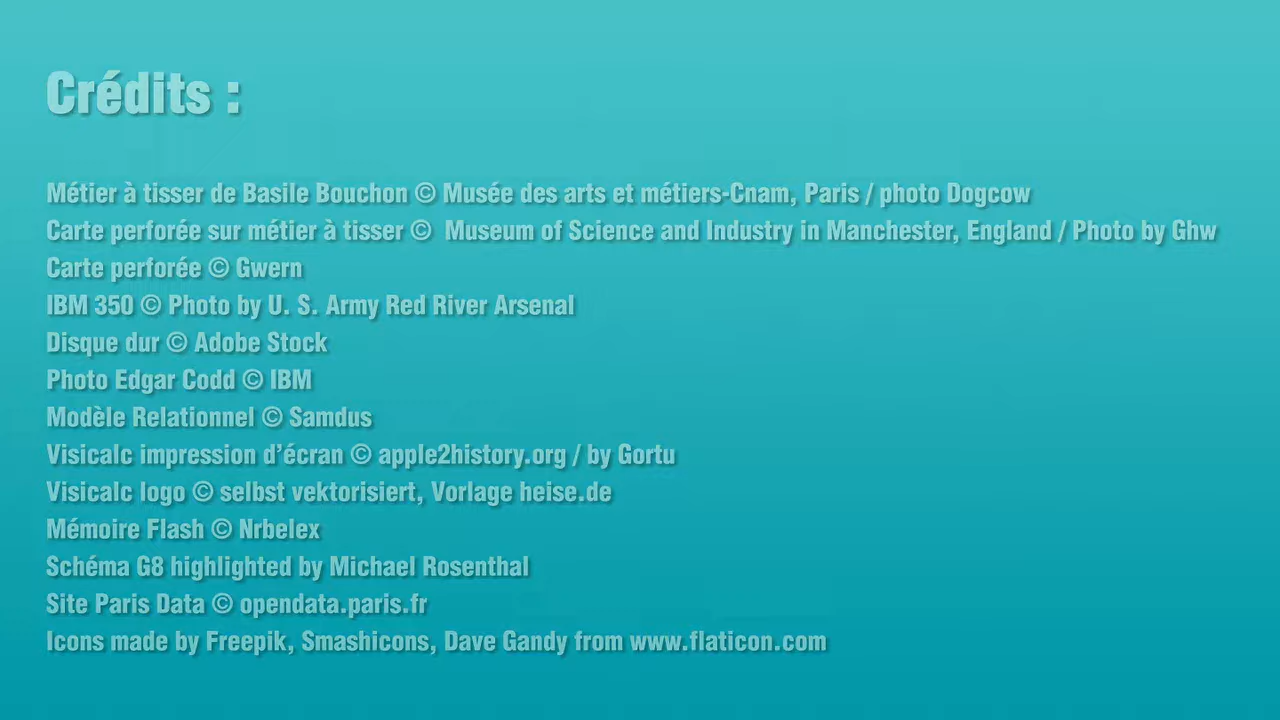 Crédits :
Métier à tisser de Basile Bouchon © Musée des arts et métiers-Cnam, Paris / photo Dogcow
Carte perforée sur métier à tisser © Museum of Science and Industry in Manchester, England / Photo by Ghw
Carte perforée © Gwern
IBM 350 © Photo by U. S. Army Red River Arsenal
Disque dur © Adobe Stock
Photo Edgar Codd © IBM
Modèle Relationnel © Samdus
Visicalc impression d’écran © apple2history.org / by Gortu
Visicalc logo © selbst vektorisiert, Vorlage heise.de
Mémoire Flash © Nrbelex
Schéma G8 highlighted by Michael Rosenthal
Site Paris Data © opendata.paris.fr
Icons made by Freepik, Smashicons, Dave Gandy from www.flaticon.com